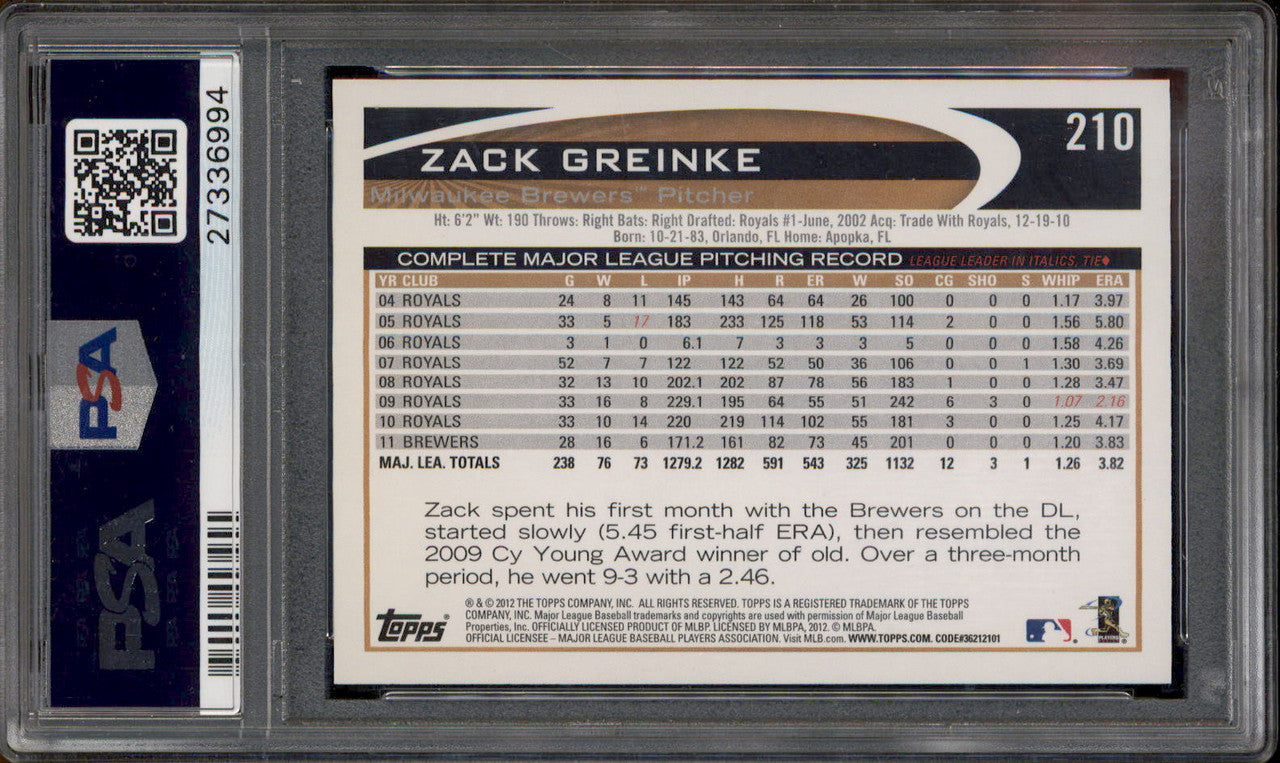 27336994
PSA
PSA
210
ZACK GREINKE
Milwaukee Brewers™ Pitcher
Ht: 6'2" Wt: 190 Throws: Right Bats: Right Drafted: Royals #1-June, 2002 Acq: Trade With Royals, 12-19-10
Born: 10-21-83, Orlando, FL Home: Apopka, FL
COMPLETE MAJOR LEAGUE PITCHING RECORD LEAGUE LEADER IN ITALICS, TIE♦
YR CLUB G W L IP H R ER W SO CG SHO S WHIP ERA
04 ROYALS 24 8 11 145 143 64 64 26 100 0 0 0 1.17 3.97
05 ROYALS 33 5 17 183 233 125 118 53 114 2 0 0 1.56 5.80
06 ROYALS 3 1 0 6.1 7 3 3 3 5 0 0 0 1.58 4.26
07 ROYALS 52 7 7 122 122 52 50 36 106 0 0 1 1.30 3.69
08 ROYALS 32 13 10 202.1 202 87 78 56 183 1 0 0 1.28 3.47
09 ROYALS 33 16 8 229.1 195 64 55 51 242 6 3 0 1.07 2.16
10 ROYALS 33 10 14 220 219 114 102 55 181 3 0 0 1.25 4.17
11 BREWERS 28 16 6 171.2 161 82 73 45 201 0 0 0 1.20 3.83
MAJ. LEA. TOTALS 238 76 73 1279.2 1282 591 543 325 1132 12 3 1 1.26 3.82
Zack spent his first month with the Brewers on the DL,
started slowly (5.45 first-half ERA), then resembled the
2009 Cy Young Award winner of old. Over a three-month
period, he went 9-3 with a 2.46.
® & © 2012 THE TOPPS COMPANY, INC. ALL RIGHTS RESERVED. TOPPS IS A REGISTERED TRADEMARK OF THE TOPPS
COMPANY, INC. Major League Baseball trademarks and copyrights are used with permission of Major League Baseball
Properties, Inc. OFFICIALLY LICENSED PRODUCT OF MLBP. LICENSED BY MLBPA, 2012. © MLBPA.
OFFICIAL LICENSEE – MAJOR LEAGUE BASEBALL PLAYERS ASSOCIATION. Visit MLB.com. WWW.TOPPS.COM. CODE#36212101
Topps